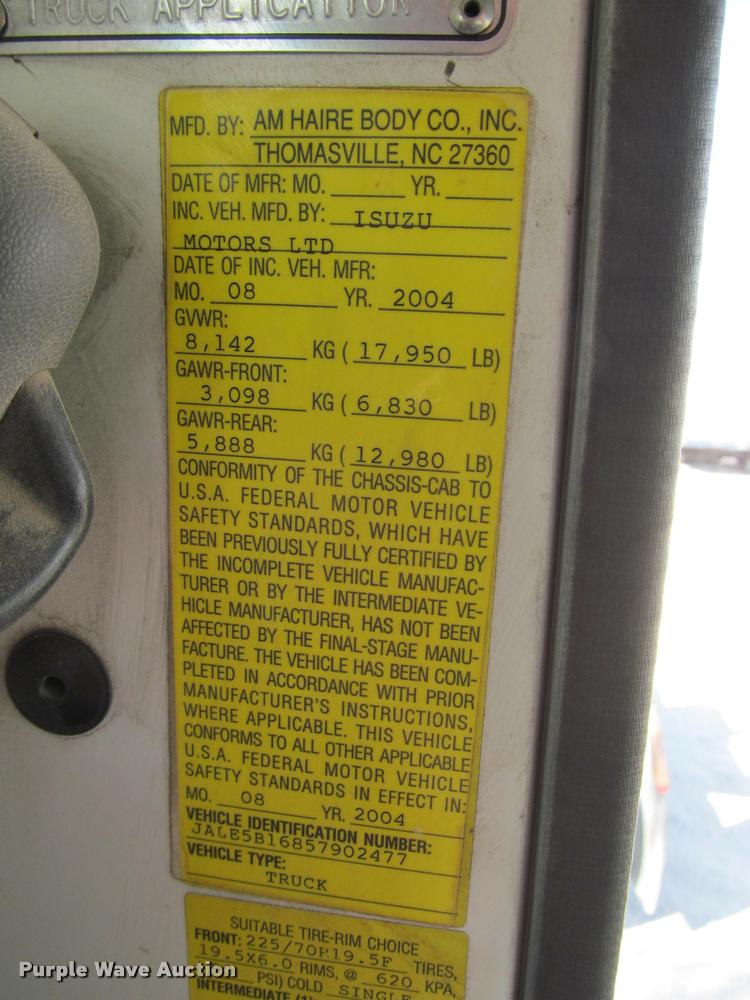 TRUCK APPLICATION
MFD. BY: AM HAIRE BODY CO., INC.
THOMASVILLE, NC 27360
DATE OF MFR: MO. YR.
INC. VEH. MFD. BY: ISUZU
MOTORS LTD
DATE OF INC. VEH. MFR:
MO. 08 YR. 2004
GVWR:
8,142 KG ( 17,950 LB)
GAWR-FRONT:
3,098 KG ( 6,830 LB)
GAWR-REAR:
5,888 KG ( 12,980 LB)
CONFORMITY OF THE CHASSIS-CAB TO
U.S.A. FEDERAL MOTOR VEHICLE
SAFETY STANDARDS, WHICH HAVE
BEEN PREVIOUSLY FULLY CERTIFIED BY
THE INCOMPLETE VEHICLE MANUFAC-
TURER OR BY THE INTERMEDIATE VE-
HICLE MANUFACTURER, HAS NOT BEEN
AFFECTED BY THE FINAL-STAGE MANU-
FACTURE. THE VEHICLE HAS BEEN COM-
PLETED IN ACCORDANCE WITH PRIOR
MANUFACTURER'S INSTRUCTIONS,
WHERE APPLICABLE. THIS VEHICLE
CONFORMS TO ALL OTHER APPLICABLE
U.S.A. FEDERAL MOTOR VEHICLE
SAFETY STANDARDS IN EFFECT IN:
MO. 08 YR. 2004
VEHICLE IDENTIFICATION NUMBER:
JALE5B16857902477
VEHICLE TYPE:
TRUCK
SUITABLE TIRE-RIM CHOICE
FRONT: 225/70R19.5F TIRES,
19.5X6.0 RIMS, @ 620 KPA,
PSI) COLD SINGLE
INTERMEDIATE (1)
Purple Wave Auction